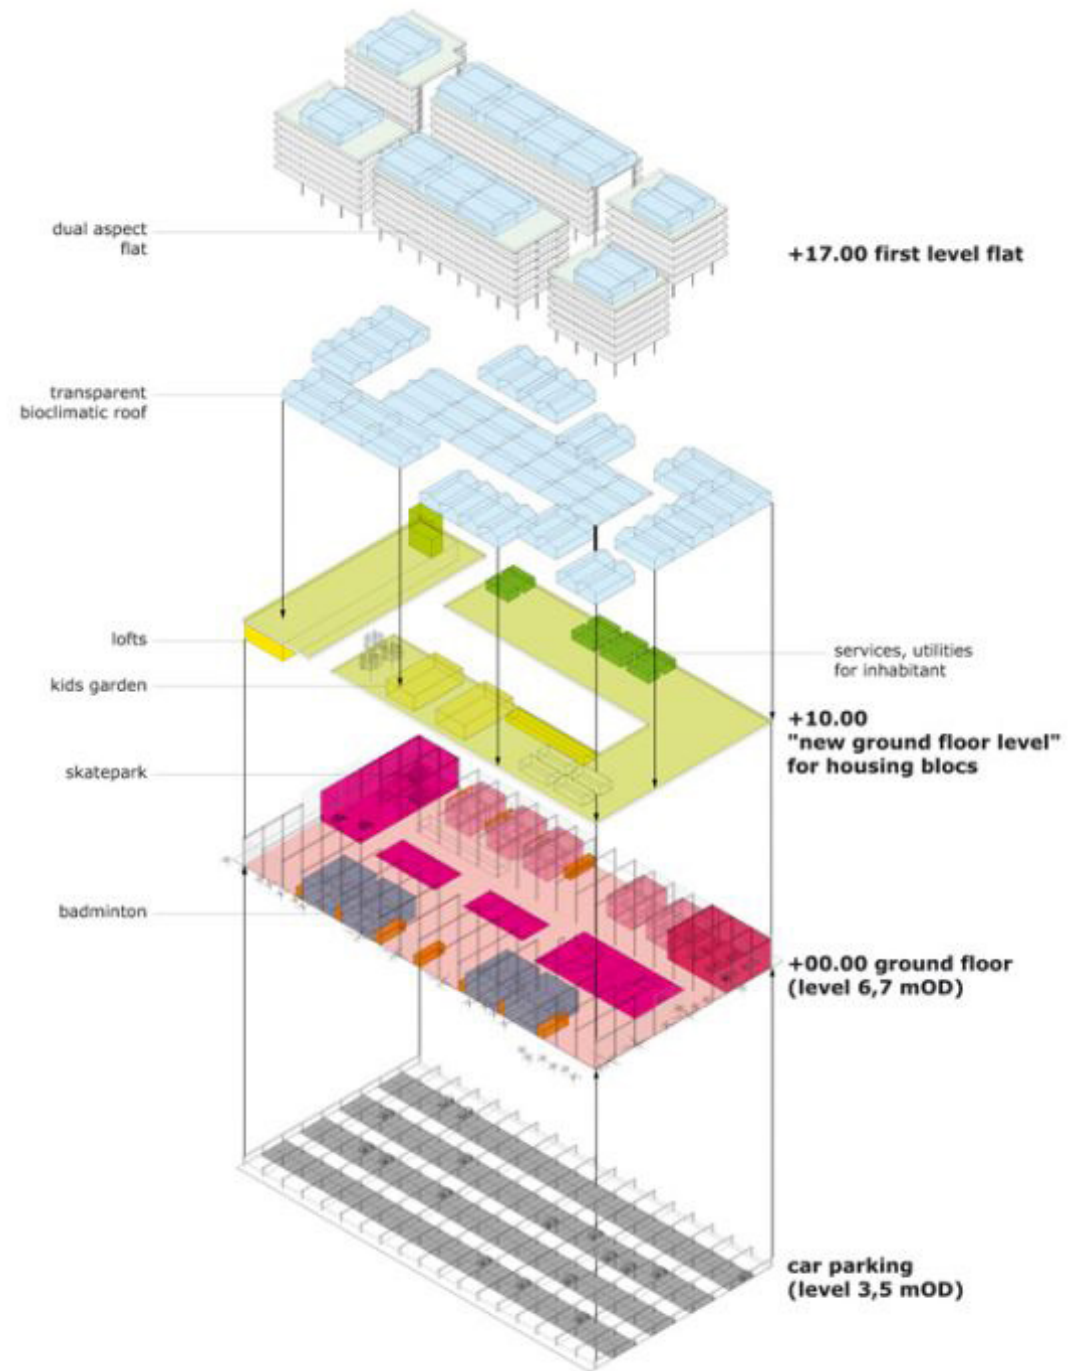 dual aspect
flat
+17.00 first level flat
transparent
bioclimatic roof
lofts
services, utilities
for inhabitant
kids garden
+10.00
"new ground floor level"
for housing blocs
skatepark
badminton
+00.00 ground floor
(level 6,7 mOD)
car parking
(level 3,5 mOD)